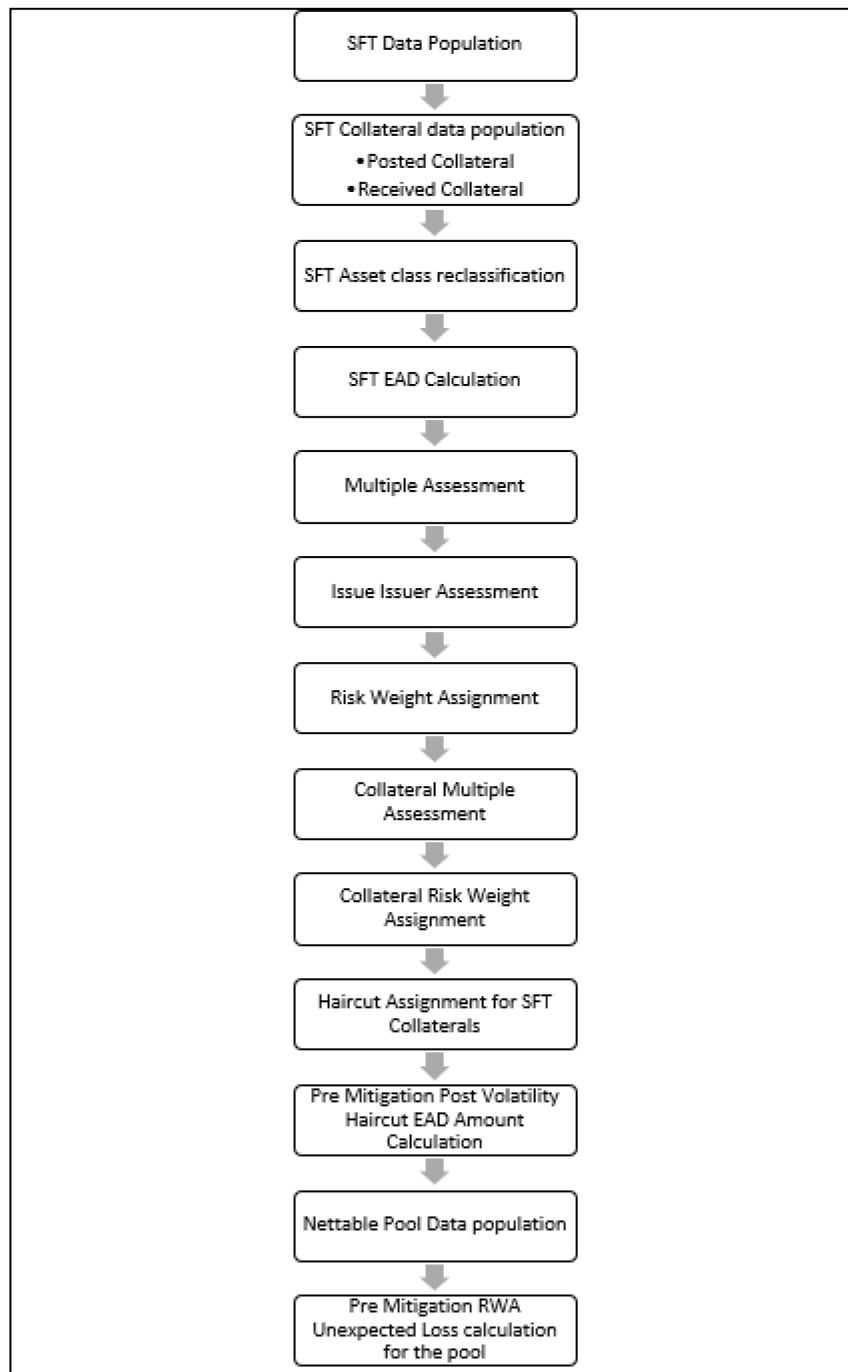 SFT Data Population
SFT Collateral data population
•Posted Collateral
•Received Collateral
SFT Asset class reclassification
SFT EAD Calculation
Multiple Assessment
Issue Issuer Assessment
Risk Weight Assignment
Collateral Multiple
Assessment
Collateral Risk Weight
Assignment
Haircut Assignment for SFT
Collaterals
Pre Mitigation Post Volatility
Haircut EAD Amount
Calculation
Nettable Pool Data population
Pre Mitigation RWA
Unexpected Loss calculation
for the pool